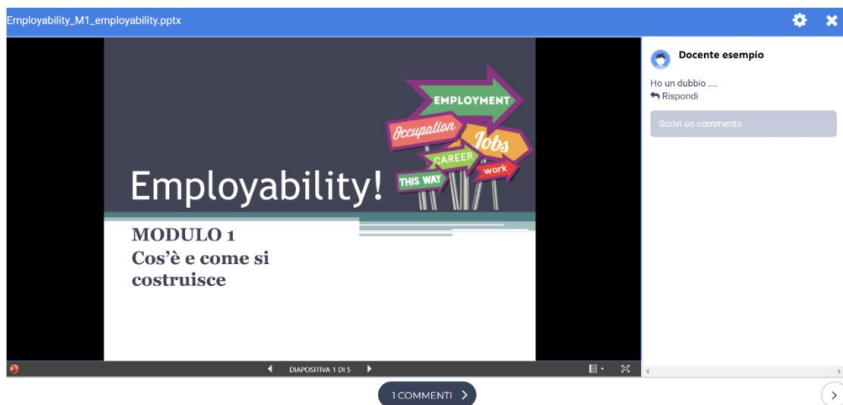 Employability_M1_employability.pptx
Docente esempio
Ho un dubbio ....
Rispondi
Scrivi un commento
EMPLOYMENT
Occupation
Jobs
CAREER
THIS WAY
work
Employability!
MODULO 1
Cos'è e come si
costruisce
DIAPOSITIVA 1 DI 5
1 COMMENTI